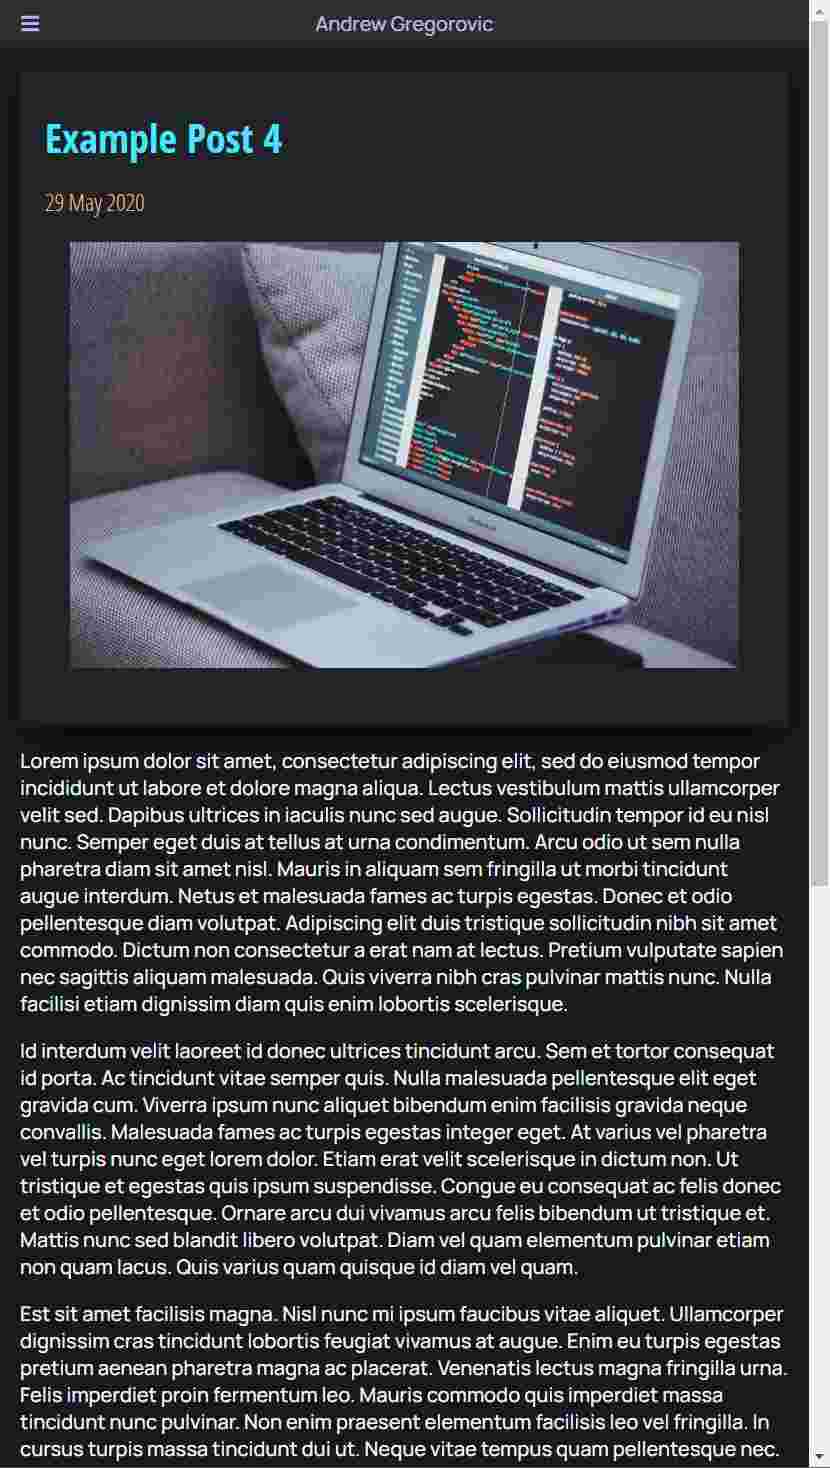 Andrew Gregorovic
Example Post 4
29 May 2020
Lorem ipsum dolor sit amet, consectetur adipiscing elit, sed do eiusmod tempor
incididunt ut labore et dolore magna aliqua. Lectus vestibulum mattis ullamcorper
velit sed. Dapibus ultrices in iaculis nunc sed augue. Sollicitudin tempor id eu nisl
nunc. Semper eget duis at tellus at urna condimentum. Arcu odio ut sem nulla
pharetra diam sit amet nisl. Mauris in aliquam sem fringilla ut morbi tincidunt
augue interdum. Netus et malesuada fames ac turpis egestas. Donec et odio
pellentesque diam volutpat. Adipiscing elit duis tristique sollicitudin nibh sit amet
commodo. Dictum non consectetur a erat nam at lectus. Pretium vulputate sapien
nec sagittis aliquam malesuada. Quis viverra nibh cras pulvinar mattis nunc. Nulla
facilisi etiam dignissim diam quis enim lobortis scelerisque.
Id interdum velit laoreet id donec ultrices tincidunt arcu. Sem et tortor consequat
id porta. Ac tincidunt vitae semper quis. Nulla malesuada pellentesque elit eget
gravida cum. Viverra ipsum nunc aliquet bibendum enim facilisis gravida neque
convallis. Malesuada fames ac turpis egestas integer eget. At varius vel pharetra
vel turpis nunc eget lorem dolor. Etiam erat velit scelerisque in dictum non. Ut
tristique et egestas quis ipsum suspendisse. Congue eu consequat ac felis donec
et odio pellentesque. Ornare arcu dui vivamus arcu felis bibendum ut tristique et.
Mattis nunc sed blandit libero volutpat. Diam vel quam elementum pulvinar etiam
non quam lacus. Quis varius quam quisque id diam vel quam.
Est sit amet facilisis magna. Nisl nunc mi ipsum faucibus vitae aliquet. Ullamcorper
dignissim cras tincidunt lobortis feugiat vivamus at augue. Enim eu turpis egestas
pretium aenean pharetra magna ac placerat. Venenatis lectus magna fringilla urna.
Felis imperdiet proin fermentum leo. Mauris commodo quis imperdiet massa
tincidunt nunc pulvinar. Non enim praesent elementum facilisis leo vel fringilla. In
cursus turpis massa tincidunt dui ut. Neque vitae tempus quam pellentesque nec.